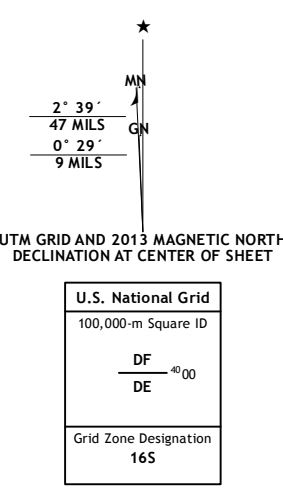 ★
MN
2° 39´
47 MILS
GN
0° 29´
9 MILS
UTM GRID AND 2013 MAGNETIC NORTH
DECLINATION AT CENTER OF SHEET
U.S. National Grid
100,000-m Square ID
DF
4000
DE
Grid Zone Designation
16S